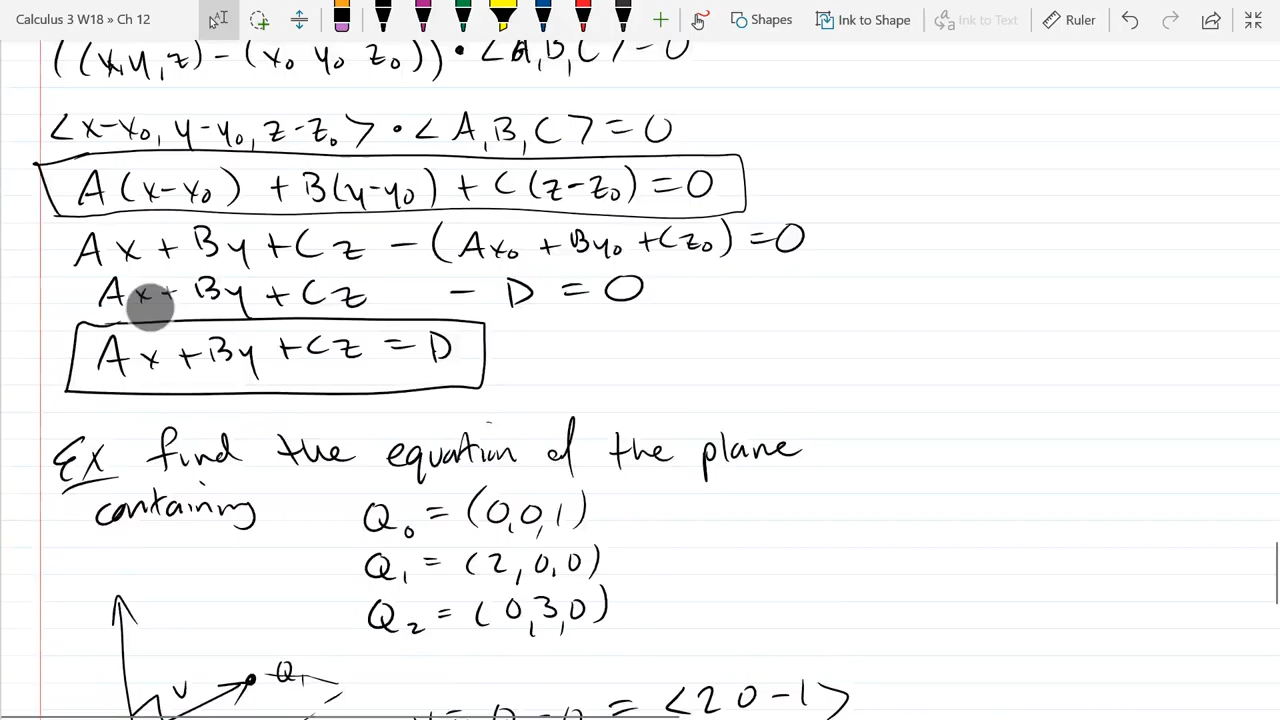 Calculus 3 W18 » Ch 12
Shapes
Ink to Shape
Ink to Text
Ruler
((x,y,z) - (x₀ y₀ z₀)) • <A,B,C> = 0
<x-x₀, y-y₀, z-z₀> • <A,B,C> = 0
A(x-x₀) + B(y-y₀) + C(z-z₀) = 0
Ax + By + Cz - (Ax₀ + By₀ + Cz₀) = 0
Ax + By + Cz - D = 0
Ax + By + Cz = D
Ex find the equation of the plane
containing Q₀ = (0,0,1)
Q₁ = (2,0,0)
Q₂ = (0,3,0)
V Q₁
= <2 0 -1>